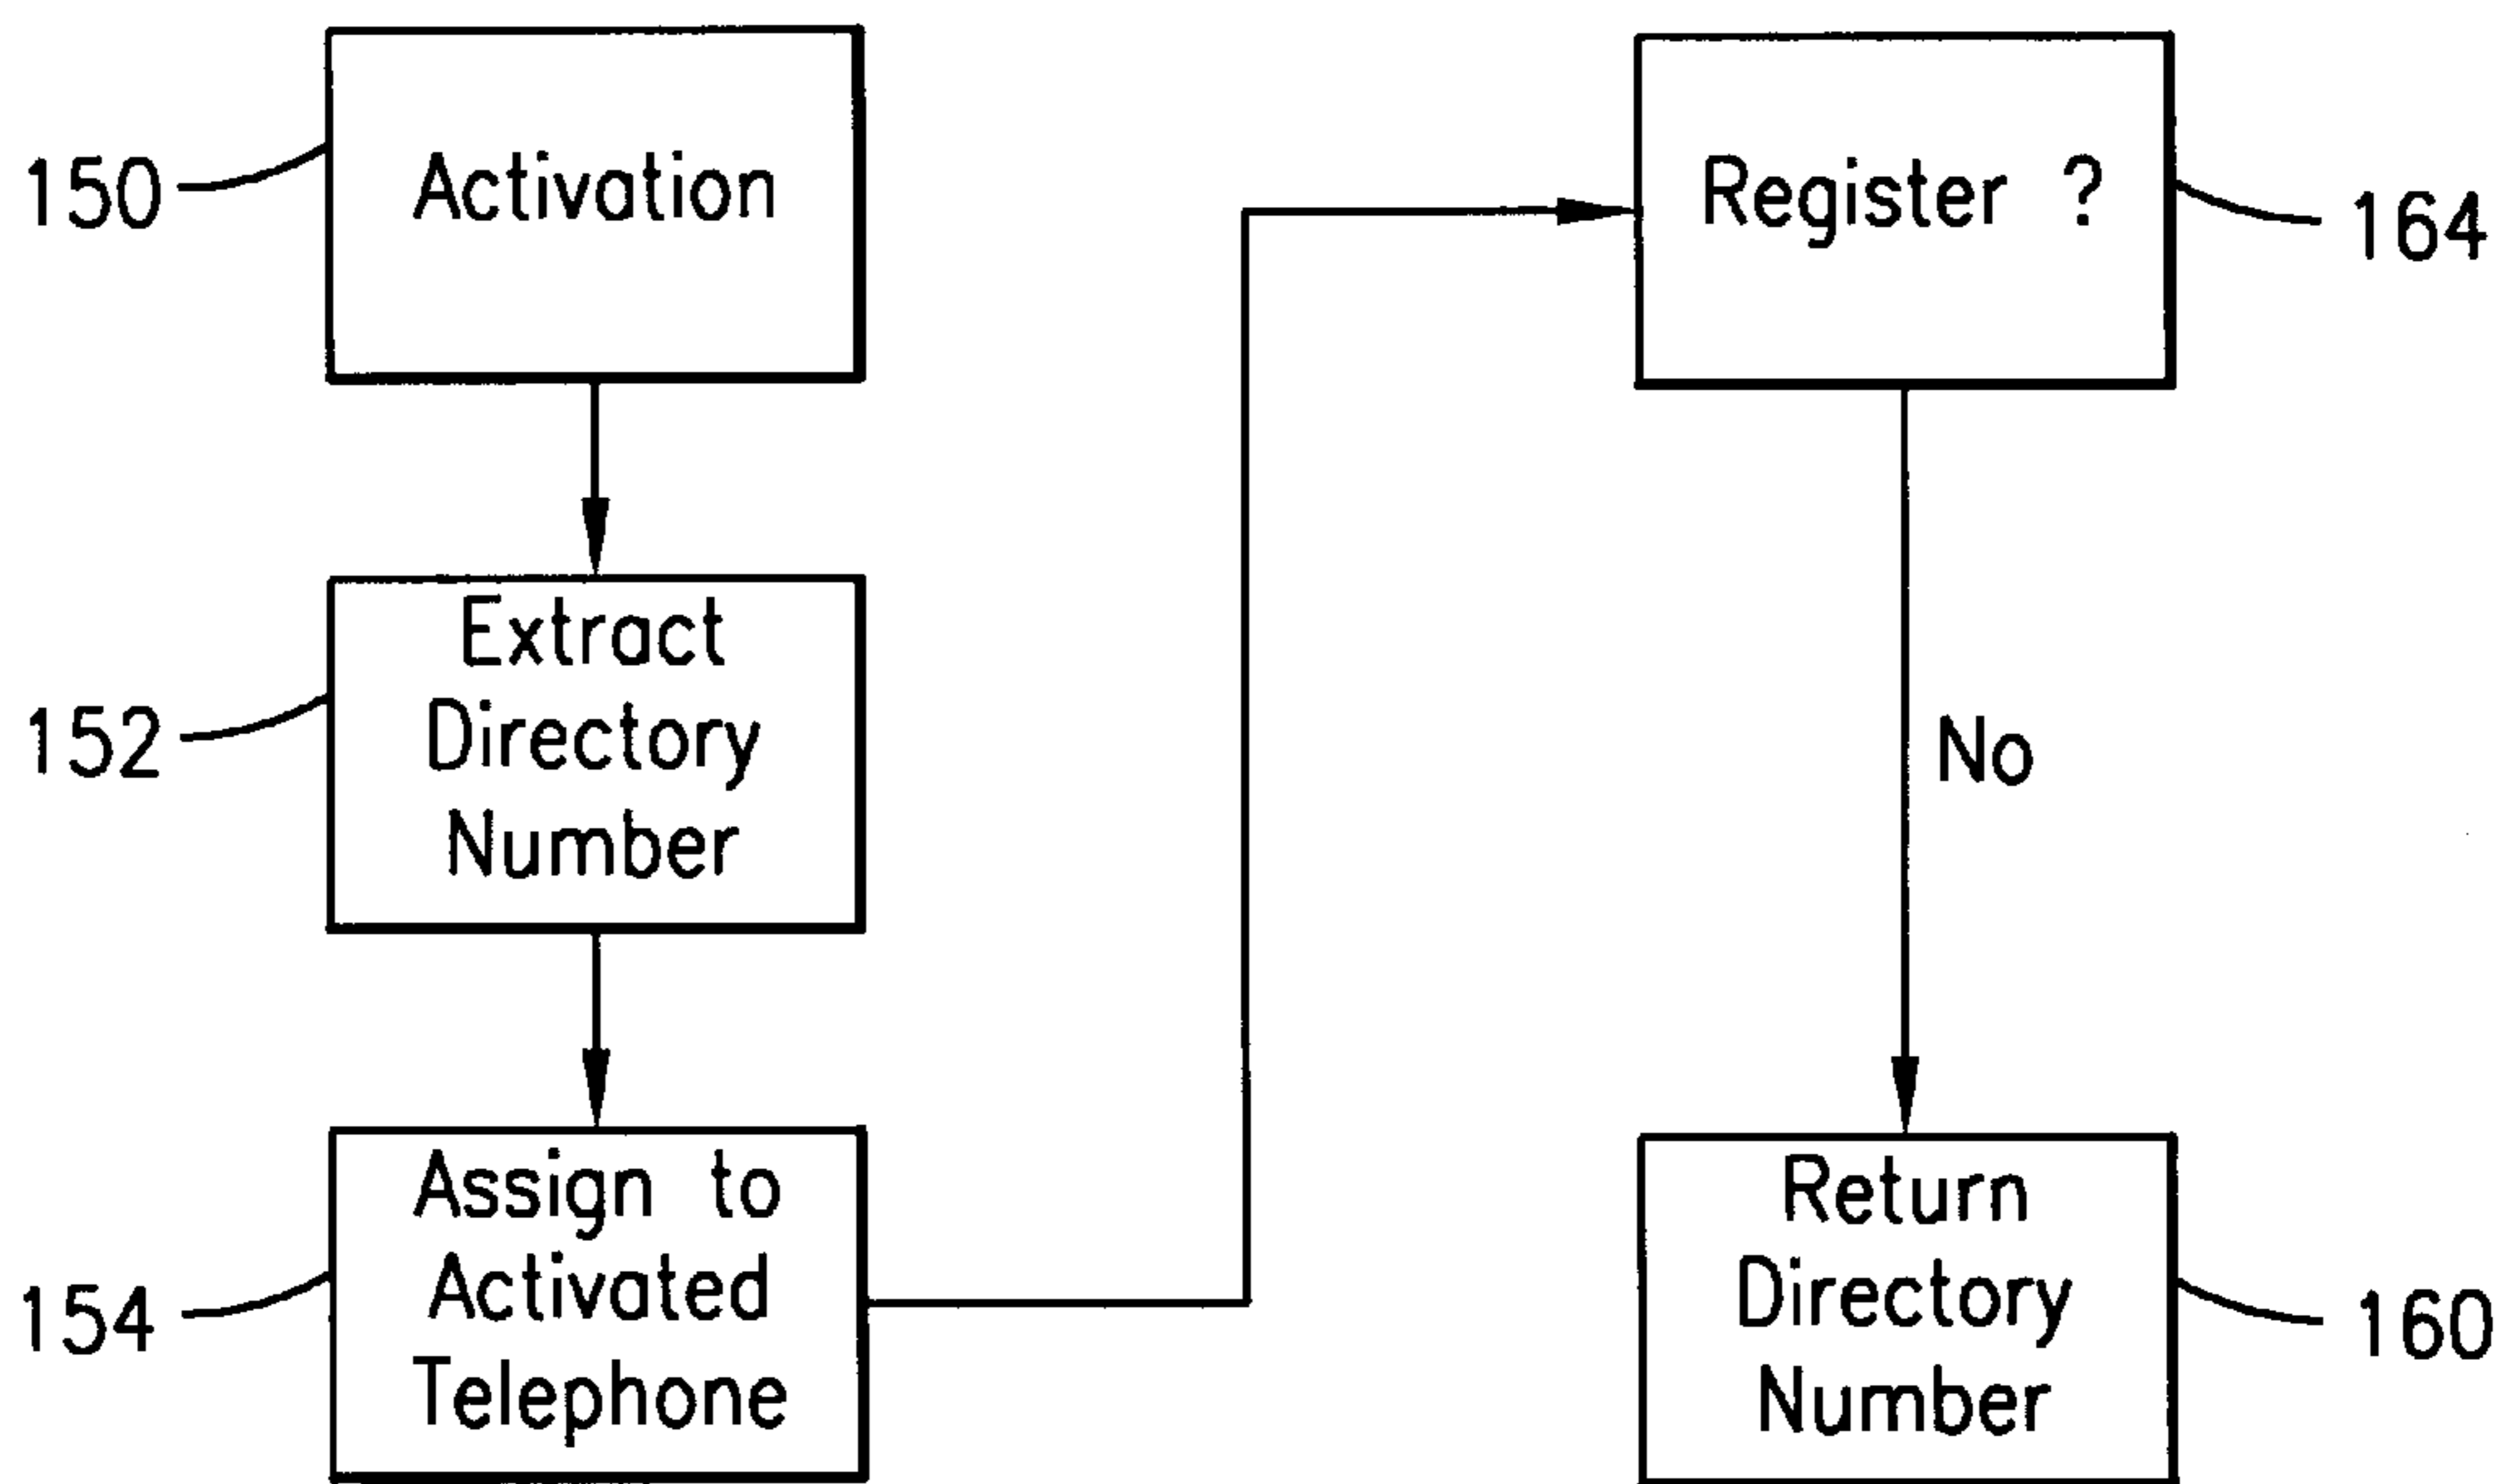 150
Activation
152
Extract
Directory
Number
154
Assign to
Activated
Telephone
Register ?
164
No
Return
Directory
Number
160